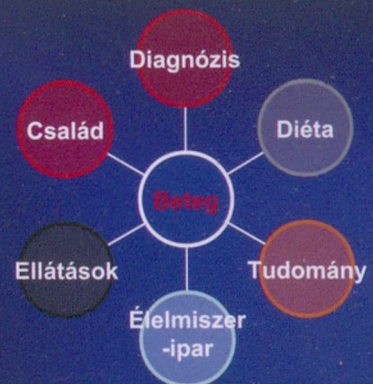 Diagnózis
Család
Diéta
Beteg
Ellátások
Tudomány
Élelmiszer
-ipar